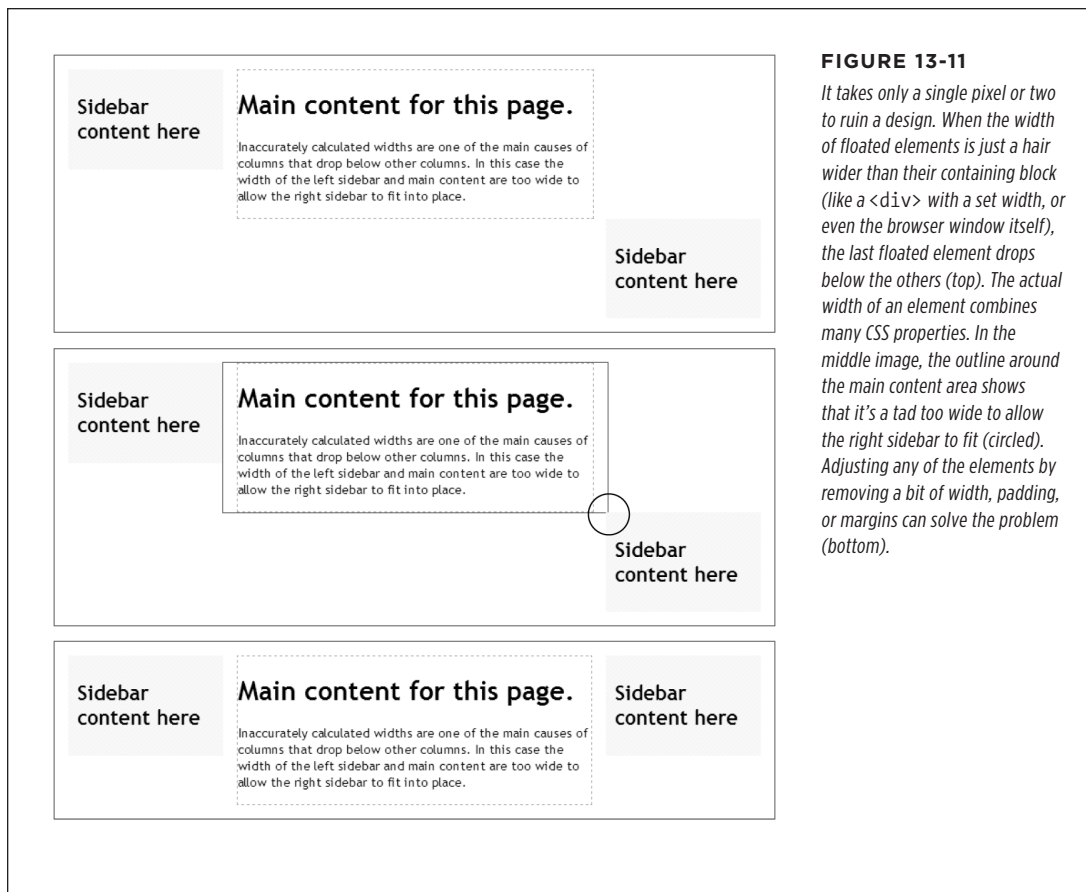 Sidebar
content here
Main content for this page.
Inaccurately calculated widths are one of the main causes of
columns that drop below other columns. In this case the
width of the left sidebar and main content are too wide to
allow the right sidebar to fit into place.
Sidebar
content here
Sidebar
content here
Main content for this page.
Inaccurately calculated widths are one of the main causes of
columns that drop below other columns. In this case the
width of the left sidebar and main content are too wide to
allow the right sidebar to fit into place.
Sidebar
content here
Sidebar
content here
Main content for this page.
Inaccurately calculated widths are one of the main causes of
columns that drop below other columns. In this case the
width of the left sidebar and main content are too wide to
allow the right sidebar to fit into place.
Sidebar
content here
FIGURE 13-11
It takes only a single pixel or two
to ruin a design. When the width
of floated elements is just a hair
wider than their containing block
(like a <div> with a set width, or
even the browser window itself),
the last floated element drops
below the others (top). The actual
width of an element combines
many CSS properties. In the
middle image, the outline around
the main content area shows
that it's a tad too wide to allow
the right sidebar to fit (circled).
Adjusting any of the elements by
removing a bit of width, padding,
or margins can solve the problem
(bottom).